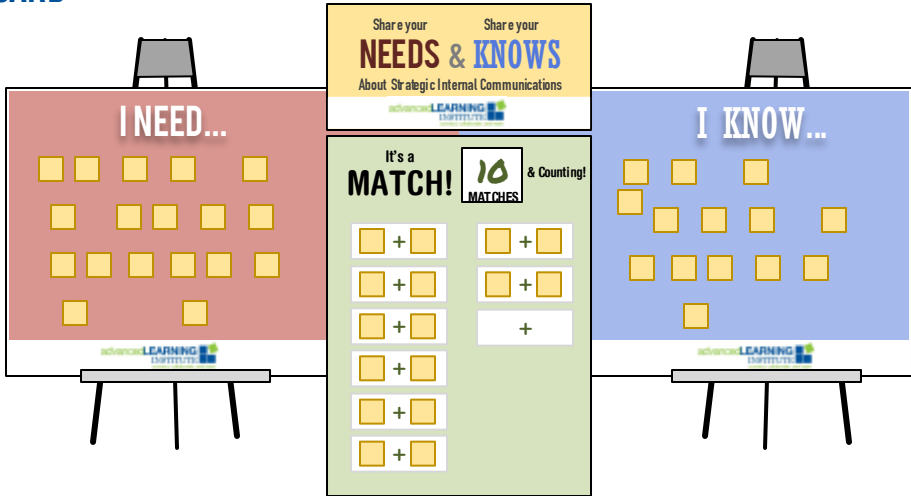 Share your
Share your
NEEDS & KNOWS
About Strategic Internal Communications
advancedLEARNING
INSTITUTE
I NEED...
I KNOW...
It's a
MATCH!
10
MATCHES
& Counting!
+
+
+
+
+
+
+
+
+
advancedLEARNING
INSTITUTE
advancedLEARNING
INSTITUTE